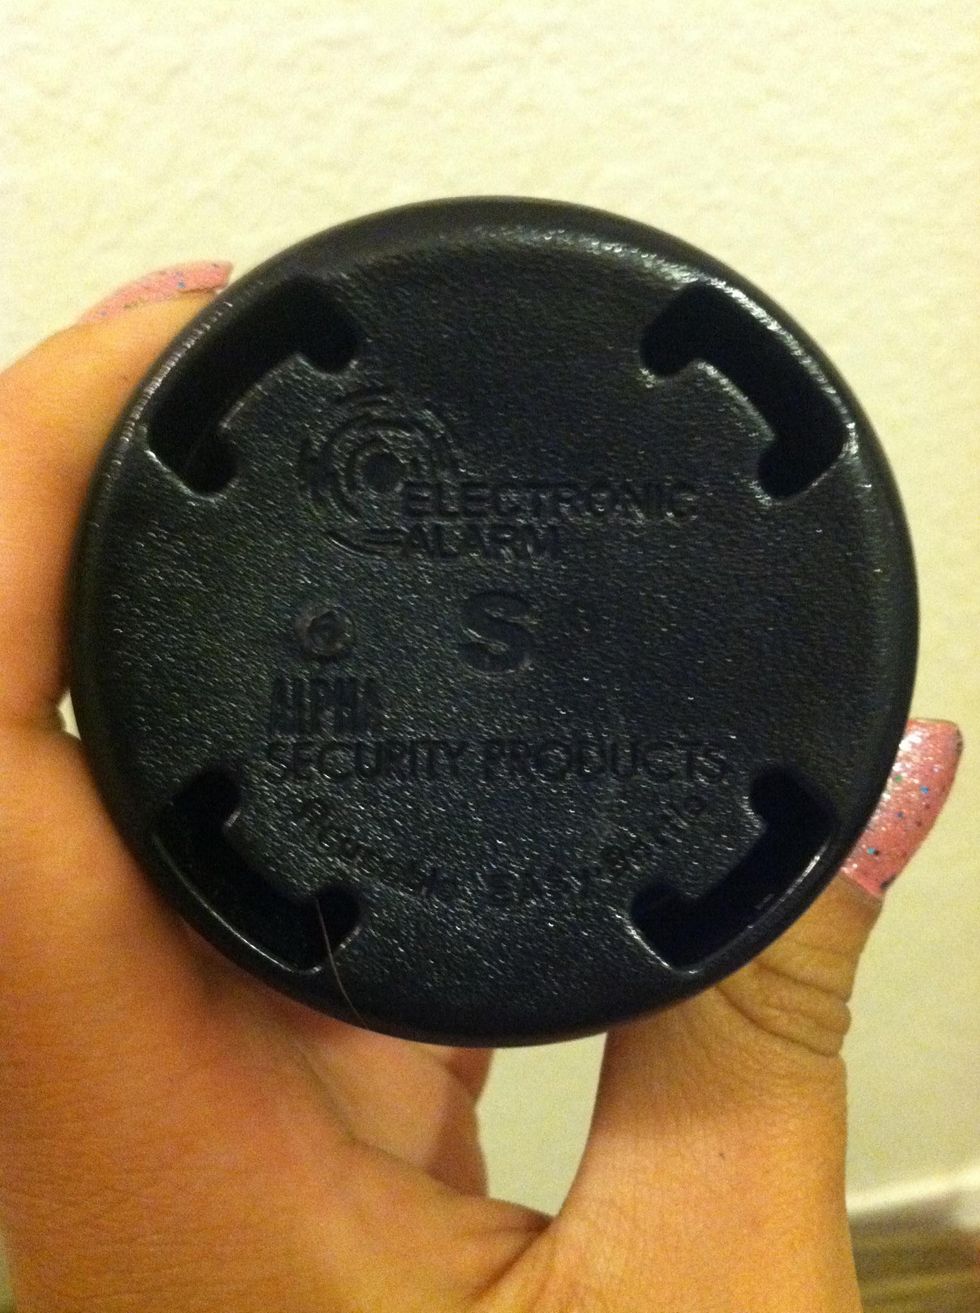 ELECTRONIC
ALARM
S
ALPHA
SECURITY PRODUCTS